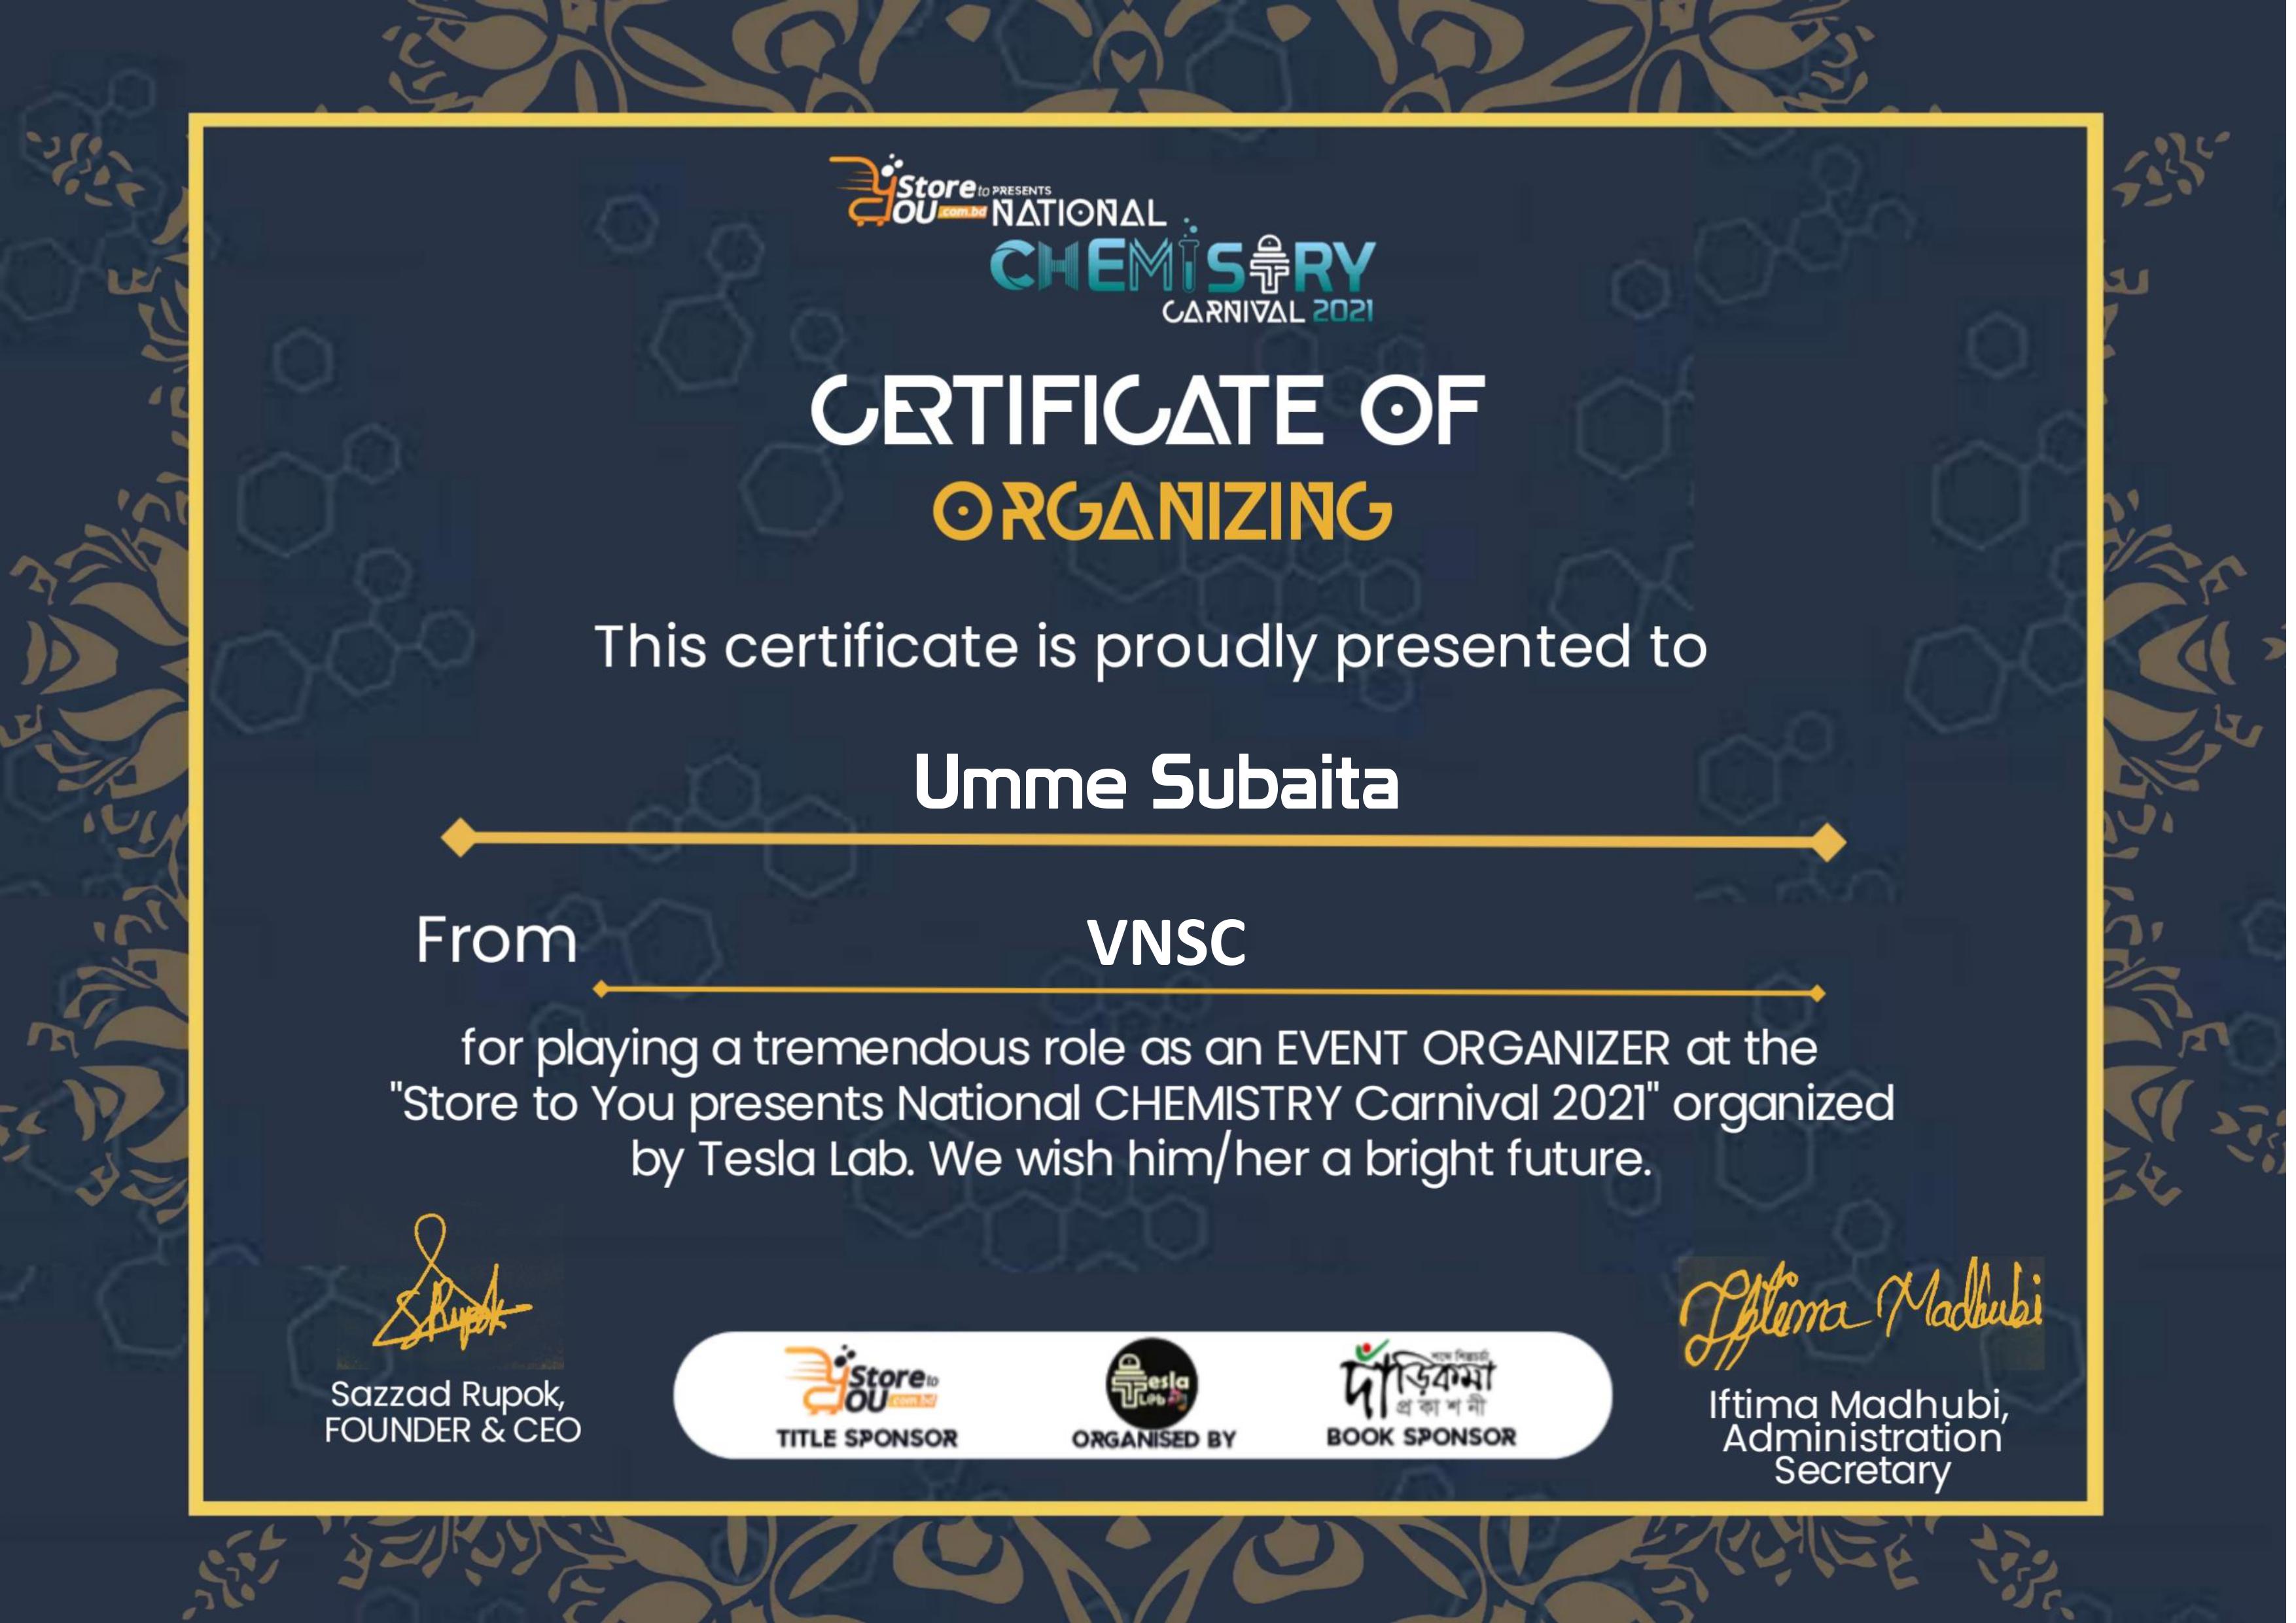 Store to PRESENTS
YOU .com.bd NATIONAL
CHEMISTRY
CARNIVAL 2021
CERTIFICATE OF
ORGANIZING
This certificate is proudly presented to
Umme Subaita
From VNSC
for playing a tremendous role as an EVENT ORGANIZER at the
"Store to You presents National CHEMISTRY Carnival 2021" organized
by Tesla Lab. We wish him/her a bright future.
S Rupok
Iftima Madhubi
Sazzad Rupok,
FOUNDER & CEO
Store to
YOU .com.bd
TITLE SPONSOR
Tesla
Lab
ORGANISED BY
দাঁড়িকমা
প্রকাশনী
BOOK SPONSOR
Iftima Madhubi,
Administration
Secretary